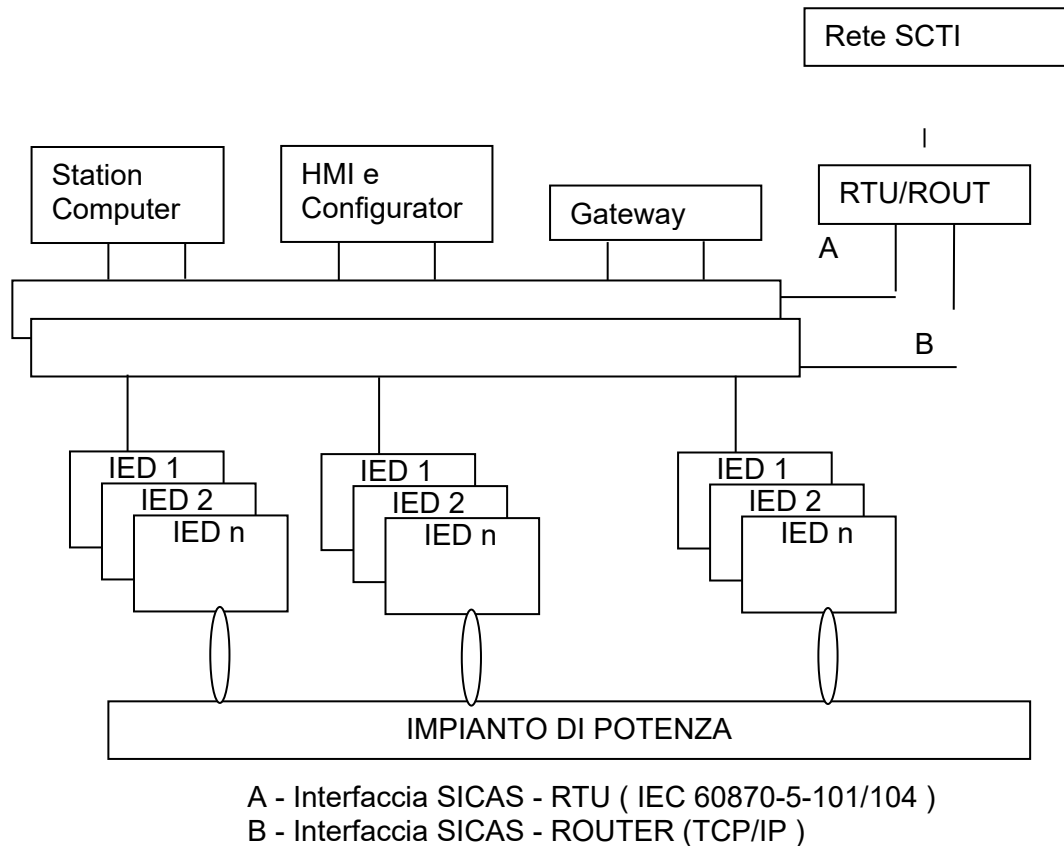 Rete SCTI
Station
Computer
HMI e
Configurator
Gateway
RTU/ROUT
A
B
IED 1
IED 2
IED n
IED 1
IED 2
IED n
IED 1
IED 2
IED n
IMPIANTO DI POTENZA
A - Interfaccia SICAS - RTU ( IEC 60870-5-101/104 )
B - Interfaccia SICAS - ROUTER (TCP/IP )